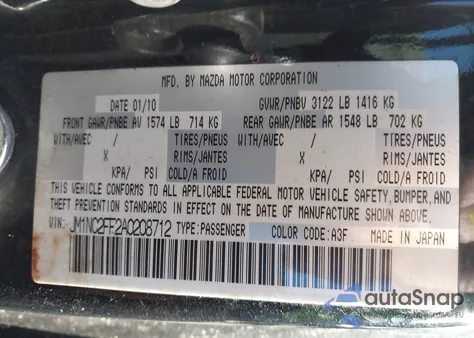 MFD. BY MAZDA MOTOR CORPORATION
DATE 01/10 GVWR/PNBV 3122 LB 1416 KG
FRONT GAWR/PNBE AV 1574 LB 714 KG REAR GAWR/PNBE AR 1548 LB 702 KG
WITH/AVEC / TIRES/PNEUS WITH/AVEC / TIRES/PNEUS
X RIMS/JANTES X RIMS/JANTES
KPA/ PSI COLD/A FROID KPA/ PSI COLD/A FROID
THIS VEHICLE CONFORMS TO ALL APPLICABLE FEDERAL MOTOR VEHICLE SAFETY, BUMPER, AND
THEFT PREVENTION STANDARDS IN EFFECT ON THE DATE OF MANUFACTURE SHOWN ABOVE.
VIN: JM1NC2FF2A0208712 TYPE:PASSENGER COLOR CODE:A3F MADE IN JAPAN
autoSnap